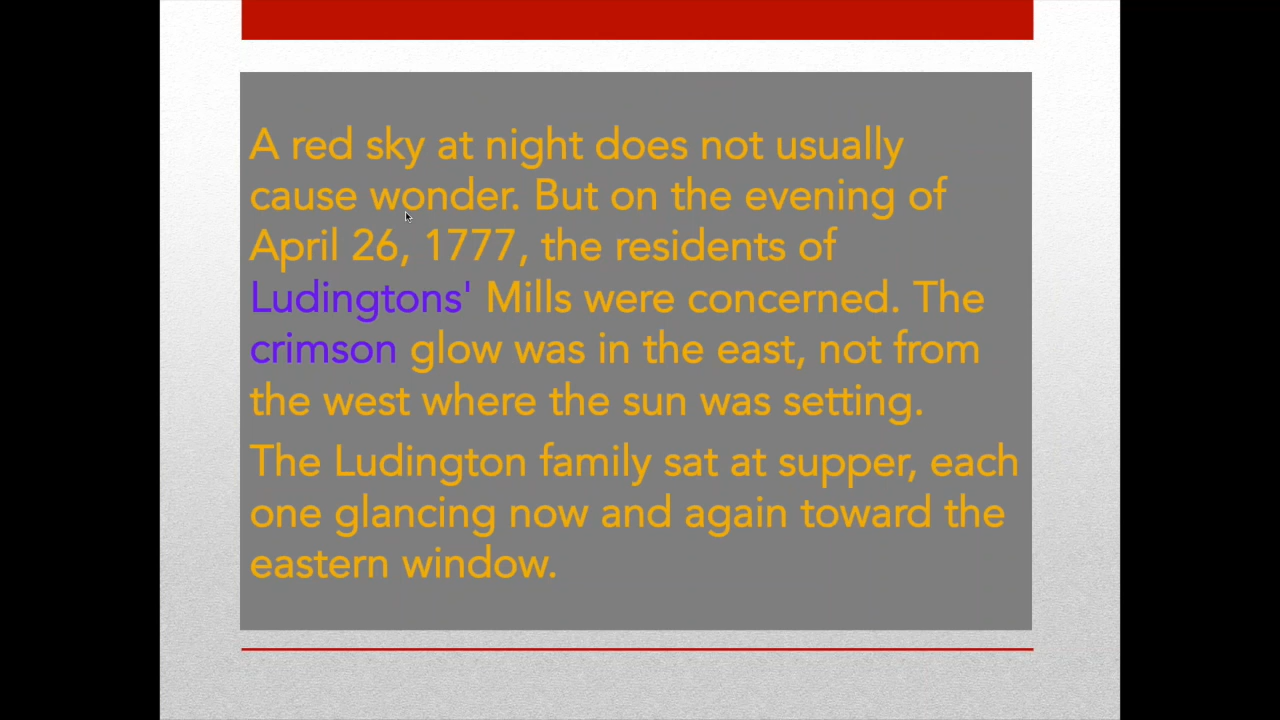 A red sky at night does not usually
cause wonder. But on the evening of
April 26, 1777, the residents of
Ludingtons' Mills were concerned. The
crimson glow was in the east, not from
the west where the sun was setting.
The Ludington family sat at supper, each
one glancing now and again toward the
eastern window.